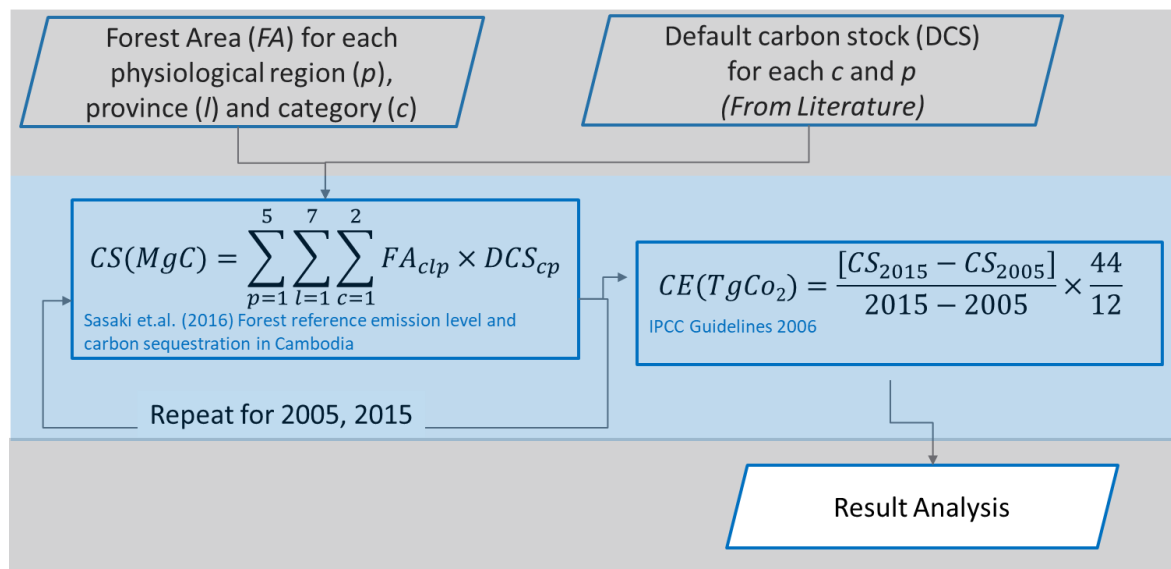 Forest Area (FA) for each
physiological region (p),
province (l) and category (c)
Default carbon stock (DCS)
for each c and p
(From Literature)
CS(MgC) = ∑_{p=1}^{5} ∑_{l=1}^{7} ∑_{c=1}^{2} FA_{clp} × DCS_{cp}
Sasaki et.al. (2016) Forest reference emission level and
carbon sequestration in Cambodia
Repeat for 2005, 2015
CE(TgCo₂) = [CS₂₀₁₅ − CS₂₀₀₅] / 2015 − 2005 × 44/12
IPCC Guidelines 2006
Result Analysis